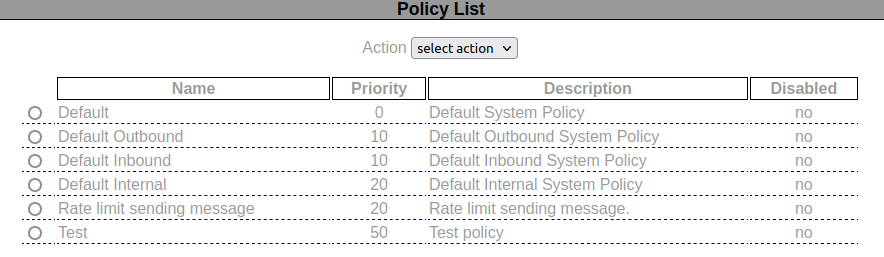 Policy List
Action select action
Name Priority Description Disabled
Default 0 Default System Policy no
Default Outbound 10 Default Outbound System Policy no
Default Inbound 10 Default Inbound System Policy no
Default Internal 20 Default Internal System Policy no
Rate limit sending message 20 Rate limit sending message. no
Test 50 Test policy no